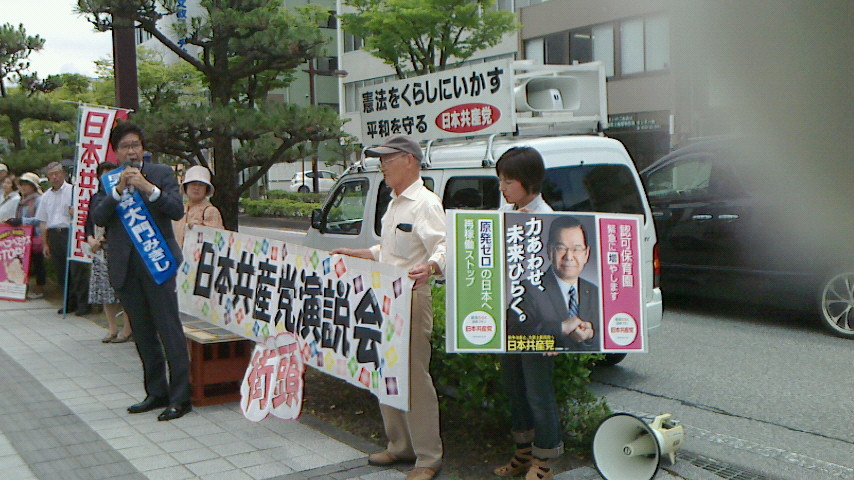 憲法をくらしにいかす
平和を守る
日本共産党
日本共産党
大門みきし
日本共産党演説会
街頭
原発ゼロの日本へ
再稼働ストップ
日本共産党
力あわせ、
未来ひらく。
日本共産党
認可保育園
緊急に増やします
日本共産党